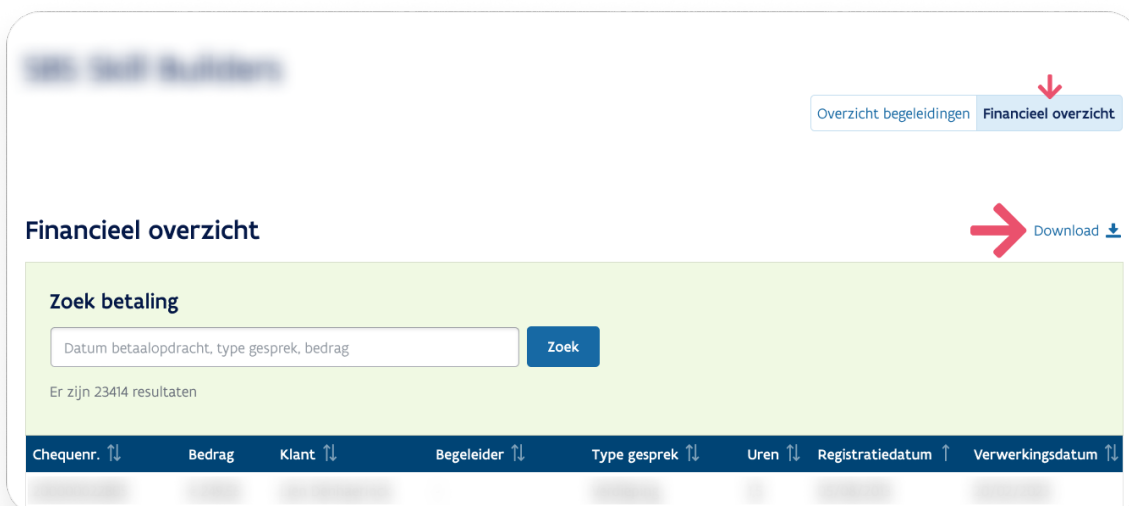 Overzicht begeleidingen Financieel overzicht
Financieel overzicht
Download
Zoek betaling
Datum betaalopdracht, type gesprek, bedrag
Zoek
Er zijn 23414 resultaten
Chequenr. Bedrag Klant Begeleider Type gesprek Uren Registratiedatum Verwerkingsdatum